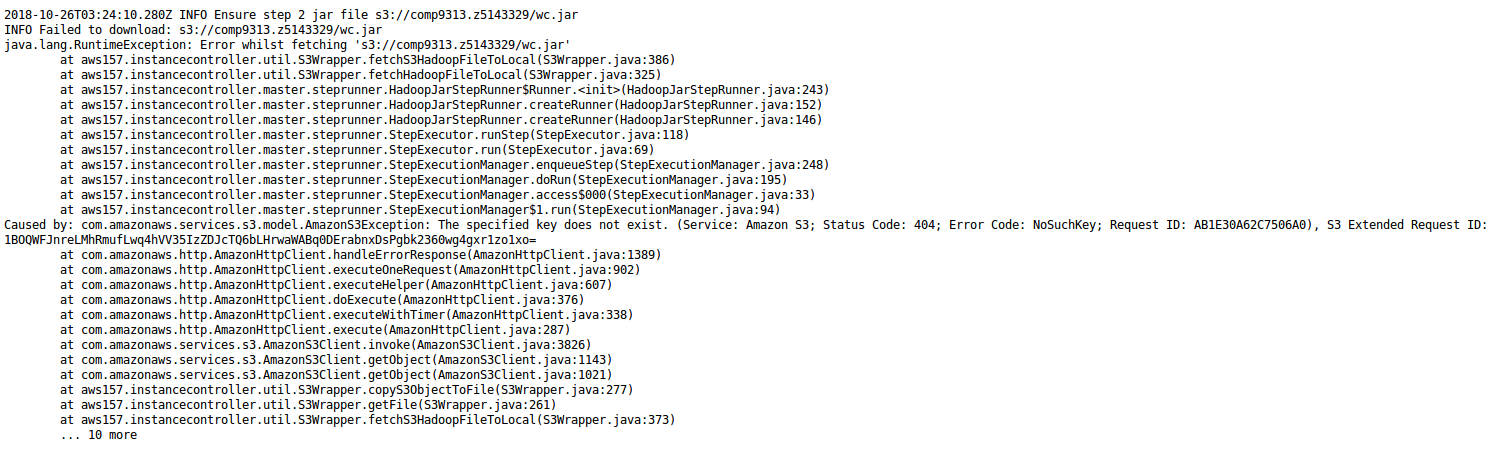 2018-10-26T03:24:10.280Z INFO Ensure step 2 jar file s3://comp9313.z5143329/wc.jar
INFO Failed to download: s3://comp9313.z5143329/wc.jar
java.lang.RuntimeException: Error whilst fetching 's3://comp9313.z5143329/wc.jar'
        at aws157.instancecontroller.util.S3Wrapper.fetchS3HadoopFileToLocal(S3Wrapper.java:386)
        at aws157.instancecontroller.util.S3Wrapper.fetchHadoopFileToLocal(S3Wrapper.java:325)
        at aws157.instancecontroller.master.steprunner.HadoopJarStepRunner$Runner.<init>(HadoopJarStepRunner.java:243)
        at aws157.instancecontroller.master.steprunner.HadoopJarStepRunner.createRunner(HadoopJarStepRunner.java:152)
        at aws157.instancecontroller.master.steprunner.HadoopJarStepRunner.createRunner(HadoopJarStepRunner.java:146)
        at aws157.instancecontroller.master.steprunner.StepExecutor.runStep(StepExecutor.java:118)
        at aws157.instancecontroller.master.steprunner.StepExecutor.run(StepExecutor.java:69)
        at aws157.instancecontroller.master.steprunner.StepExecutionManager.enqueueStep(StepExecutionManager.java:248)
        at aws157.instancecontroller.master.steprunner.StepExecutionManager.doRun(StepExecutionManager.java:195)
        at aws157.instancecontroller.master.steprunner.StepExecutionManager.access$000(StepExecutionManager.java:33)
        at aws157.instancecontroller.master.steprunner.StepExecutionManager$1.run(StepExecutionManager.java:94)
Caused by: com.amazonaws.services.s3.model.AmazonS3Exception: The specified key does not exist. (Service: Amazon S3; Status Code: 404; Error Code: NoSuchKey; Request ID: AB1E30A62C7506A0), S3 Extended Request ID:
1BOQWFJnreLMhRmufLwq4hVV35IzZDJcTQ6bLHrwaWABq0DErabnxDsPgbk2360wg4gxr1zo1xo=
        at com.amazonaws.http.AmazonHttpClient.handleErrorResponse(AmazonHttpClient.java:1389)
        at com.amazonaws.http.AmazonHttpClient.executeOneRequest(AmazonHttpClient.java:902)
        at com.amazonaws.http.AmazonHttpClient.executeHelper(AmazonHttpClient.java:607)
        at com.amazonaws.http.AmazonHttpClient.doExecute(AmazonHttpClient.java:376)
        at com.amazonaws.http.AmazonHttpClient.executeWithTimer(AmazonHttpClient.java:338)
        at com.amazonaws.http.AmazonHttpClient.execute(AmazonHttpClient.java:287)
        at com.amazonaws.services.s3.AmazonS3Client.invoke(AmazonS3Client.java:3826)
        at com.amazonaws.services.s3.AmazonS3Client.getObject(AmazonS3Client.java:1143)
        at com.amazonaws.services.s3.AmazonS3Client.getObject(AmazonS3Client.java:1021)
        at aws157.instancecontroller.util.S3Wrapper.copyS3ObjectToFile(S3Wrapper.java:277)
        at aws157.instancecontroller.util.S3Wrapper.getFile(S3Wrapper.java:261)
        at aws157.instancecontroller.util.S3Wrapper.fetchS3HadoopFileToLocal(S3Wrapper.java:373)
        ... 10 more